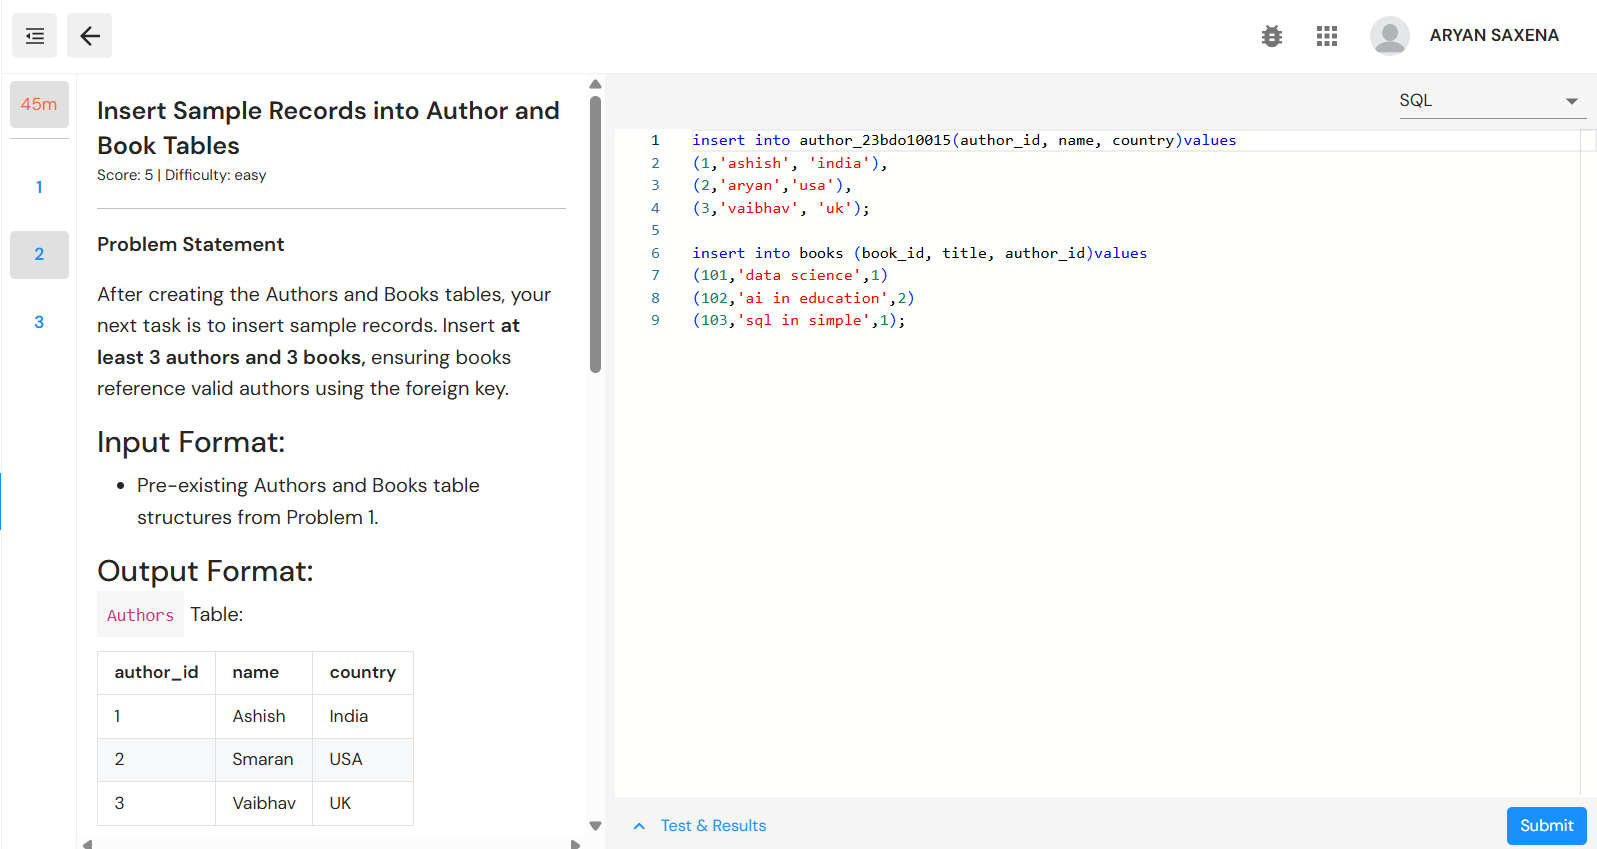 ARYAN SAXENA
45m
1
2
3
Insert Sample Records into Author and
Book Tables
Score: 5 | Difficulty: easy
Problem Statement
After creating the Authors and Books tables, your
next task is to insert sample records. Insert at
least 3 authors and 3 books, ensuring books
reference valid authors using the foreign key.
Input Format:
• Pre-existing Authors and Books table
structures from Problem 1.
Output Format:
Authors Table:
author_id name country
1 Ashish India
2 Smaran USA
3 Vaibhav UK
SQL
1 insert into author_23bdo10015(author_id, name, country)values
2 (1,'ashish', 'india'),
3 (2,'aryan','usa'),
4 (3,'vaibhav', 'uk');
5
6 insert into books (book_id, title, author_id)values
7 (101,'data science',1)
8 (102,'ai in education',2)
9 (103,'sql in simple',1);
Test & Results
Submit